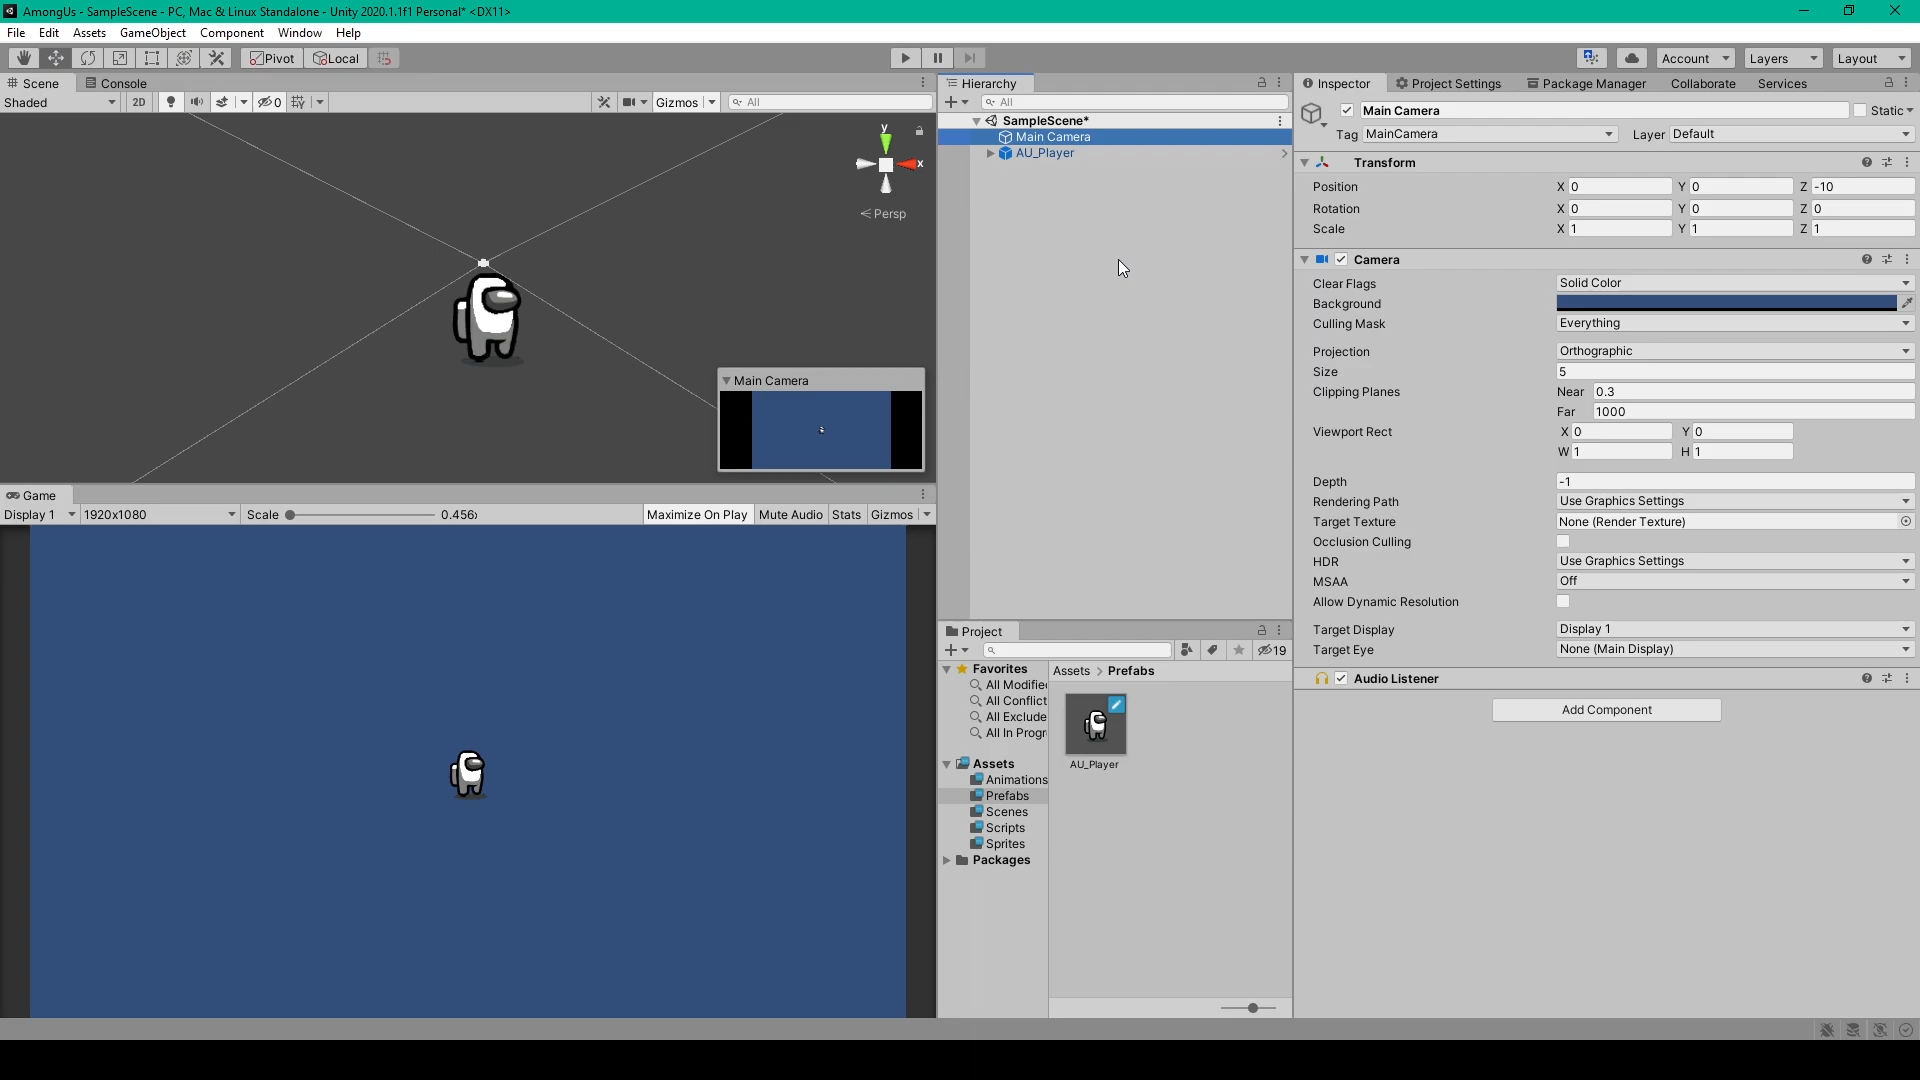 AmongUs - SampleScene - PC, Mac & Linux Standalone - Unity 2020.1.1f1 Personal* <DX11>
File Edit Assets GameObject Component Window Help
Pivot Local
Account Layers Layout
Scene Console
Shaded 2D 0 Gizmos All
y
x
Persp
Main Camera
Game
Display 1 1920x1080 Scale 0.456x Maximize On Play Mute Audio Stats Gizmos
Hierarchy
All
SampleScene*
Main Camera
AU_Player
Project
19
Favorites
All Modifie
All Conflict
All Exclude
All In Progr
Assets
Animations
Prefabs
Scenes
Scripts
Sprites
Packages
Assets > Prefabs
AU_Player
Inspector Project Settings Package Manager Collaborate Services
Main Camera Static
Tag MainCamera Layer Default
Transform
Position X 0 Y 0 Z -10
Rotation X 0 Y 0 Z 0
Scale X 1 Y 1 Z 1
Camera
Clear Flags Solid Color
Background
Culling Mask Everything
Projection Orthographic
Size 5
Clipping Planes Near 0.3
Far 1000
Viewport Rect X 0 Y 0
W 1 H 1
Depth -1
Rendering Path Use Graphics Settings
Target Texture None (Render Texture)
Occlusion Culling
HDR Use Graphics Settings
MSAA Off
Allow Dynamic Resolution
Target Display Display 1
Target Eye None (Main Display)
Audio Listener
Add Component